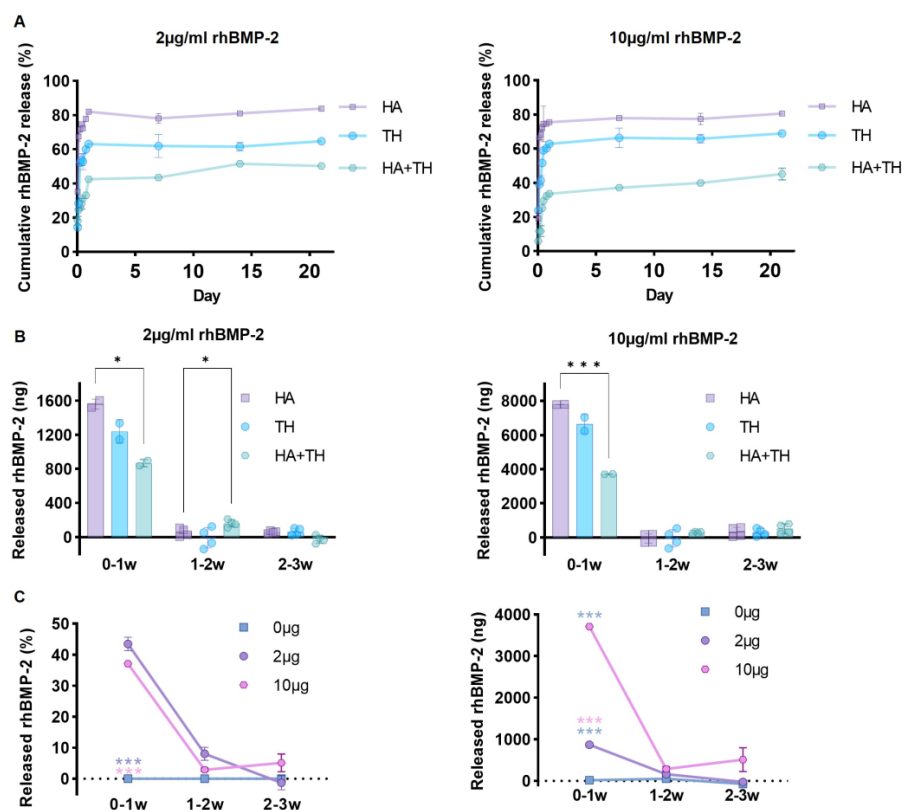 A
2µg/ml rhBMP-2
Cumulative rhBMP-2 release (%)
100
80
60
40
20
0
0 5 10 15 20
Day
HA
TH
HA+TH
10µg/ml rhBMP-2
Cumulative rhBMP-2 release (%)
100
80
60
40
20
0
0 5 10 15 20
Day
HA
TH
HA+TH
B
2µg/ml rhBMP-2
Released rhBMP-2 (ng)
1600
1200
800
400
0
* *
HA
TH
HA+TH
0-1w 1-2w 2-3w
10µg/ml rhBMP-2
Released rhBMP-2 (ng)
8000
6000
4000
2000
0
***
HA
TH
HA+TH
0-1w 1-2w 2-3w
C
Released rhBMP-2 (%)
50
40
30
20
10
0
0µg
2µg
10µg
***
***
0-1w 1-2w 2-3w
Released rhBMP-2 (ng)
4000
3000
2000
1000
0
***
0µg
2µg
10µg
***
***
0-1w 1-2w 2-3w